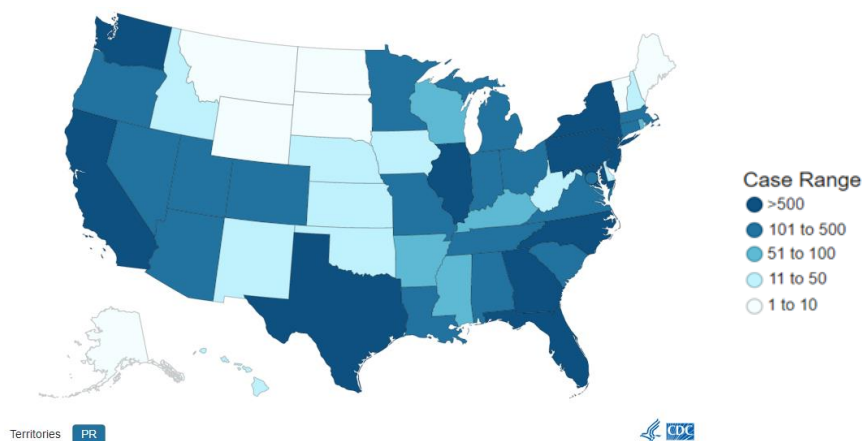 Case Range
>500
101 to 500
51 to 100
11 to 50
1 to 10
Territories PR
CDC